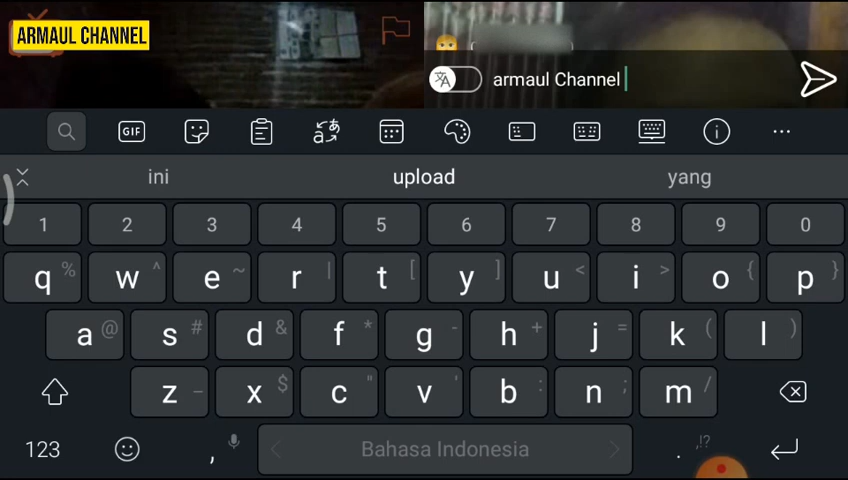 ARMAUL CHANNEL
armaul Channel
GIF
ini upload yang
1 2 3 4 5 6 7 8 9 0
q % w ^ e ~ r | t [ y ] u < i > o { p }
a @ s # d & f * g - h + j = k ( l )
z _ x $ c " v ' b : n ; m /
123 , Bahasa Indonesia . ,!?